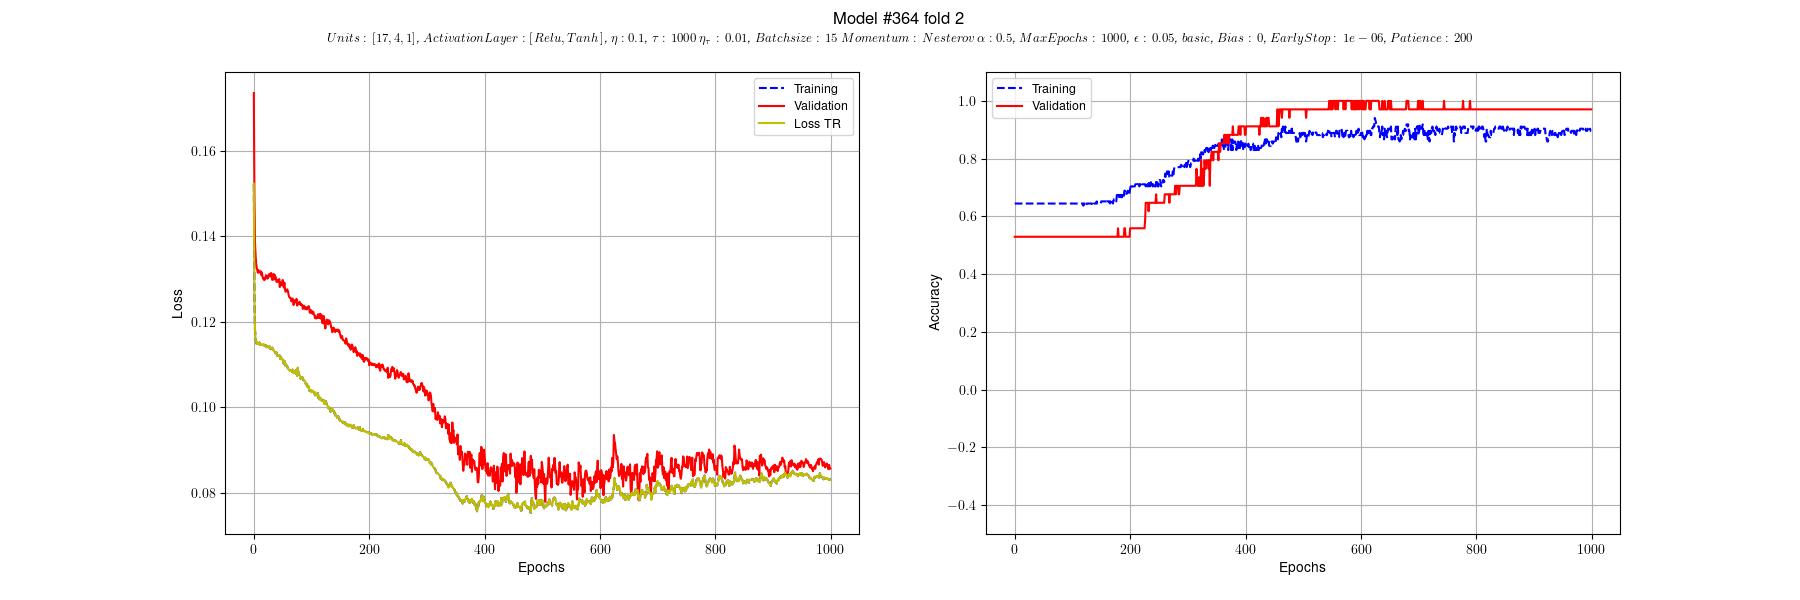 Model #364 fold 2
Units : [17, 4, 1], ActivationLayer : [Relu, Tanh], η : 0.1, τ : 1000 ητ : 0.01, Batchsize : 15 Momentum : Nesterov α : 0.5, MaxEpochs : 1000, ϵ : 0.05, basic, Bias : 0, EarlyStop : 1e − 06, Patience : 200
Training
Validation
Loss TR
0.16
0.14
0.12
0.10
0.08
Loss
0
200
400
600
800
1000
Epochs
Training
Validation
1.0
0.8
0.6
0.4
0.2
0.0
−0.2
−0.4
Accuracy
0
200
400
600
800
1000
Epochs